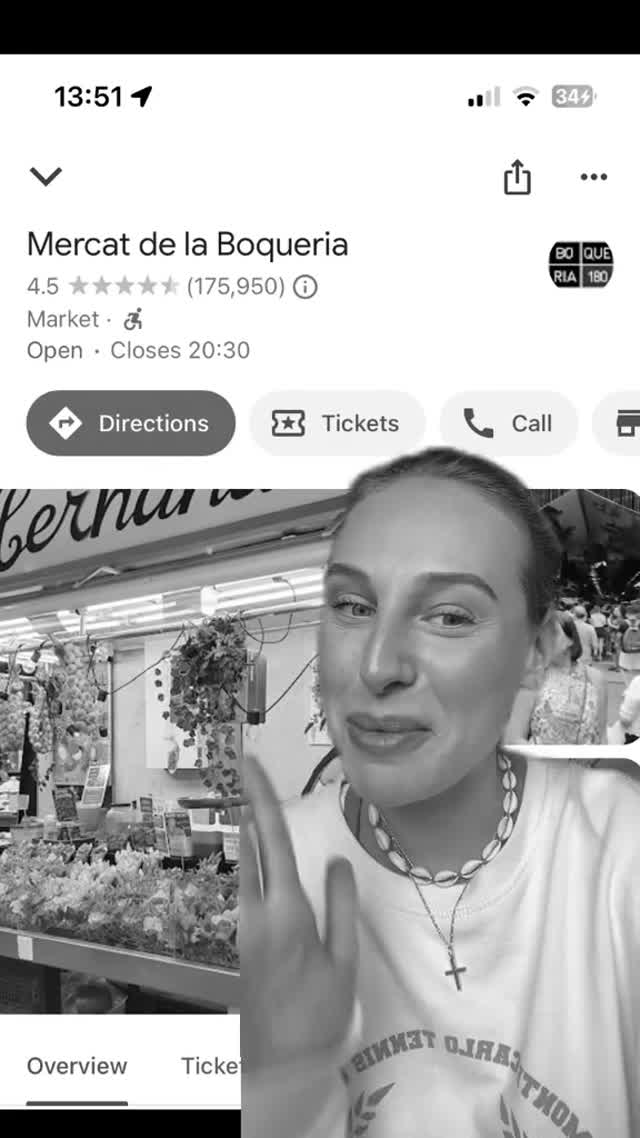 13:51
34
Mercat de la Boqueria
BO QUE
RIA 180
4.5 (175,950)
Market ·
Open · Closes 20:30
Directions
Tickets
Call
MONTE CARLO TENNIS
Overview
Ticke